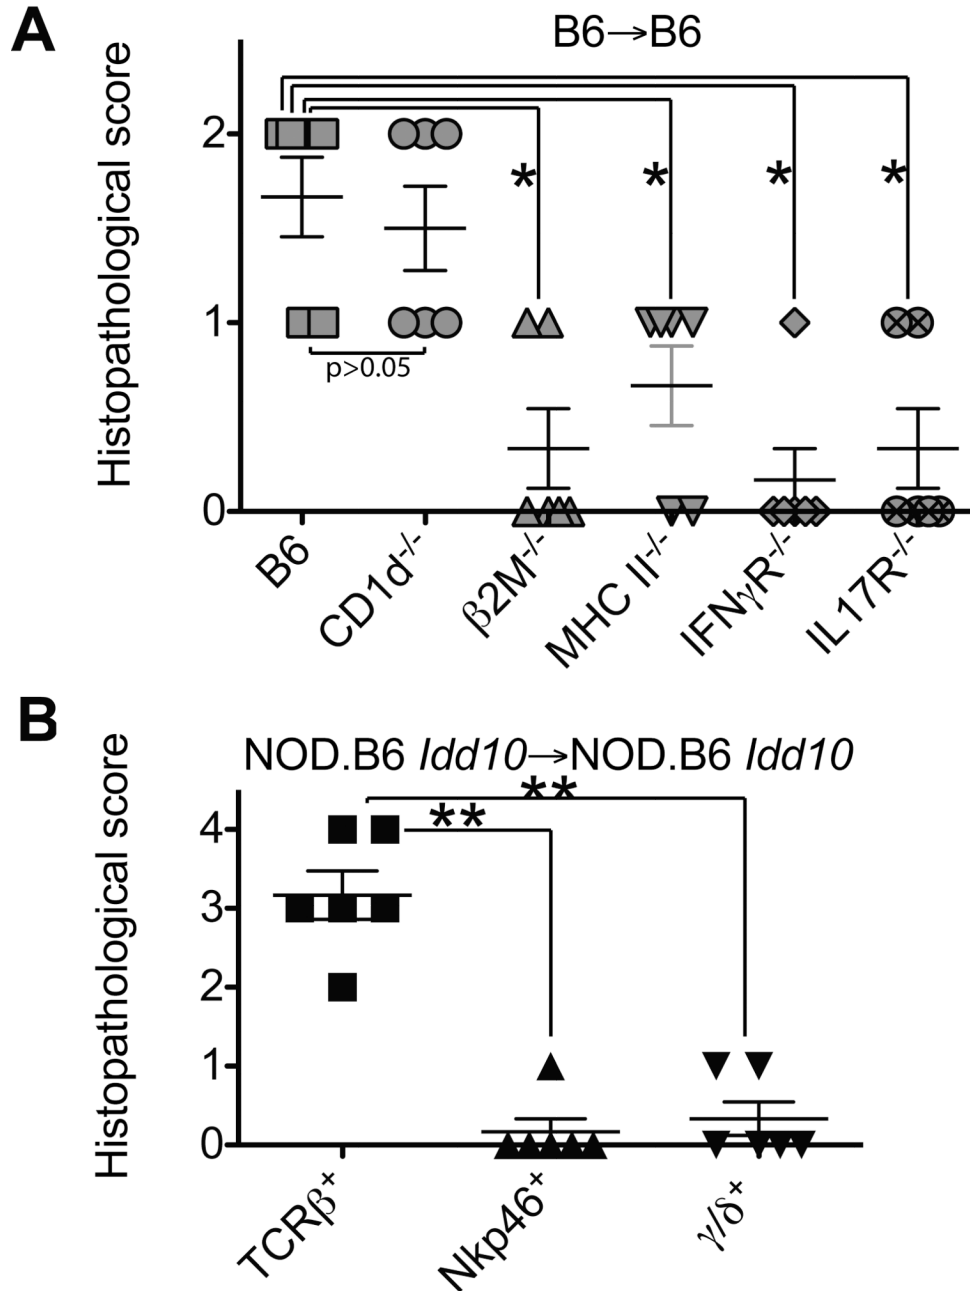 A
B6→B6
Histopathological score
2
1
0
* * * *
p>0.05
B6
CD1d-/-
β2M-/-
MHC II-/-
IFNγR-/-
IL17R-/-
B
NOD.B6 Idd10→NOD.B6 Idd10
Histopathological score
4
3
2
1
0
**
**
TCRβ+
Nkp46+
γ/δ+